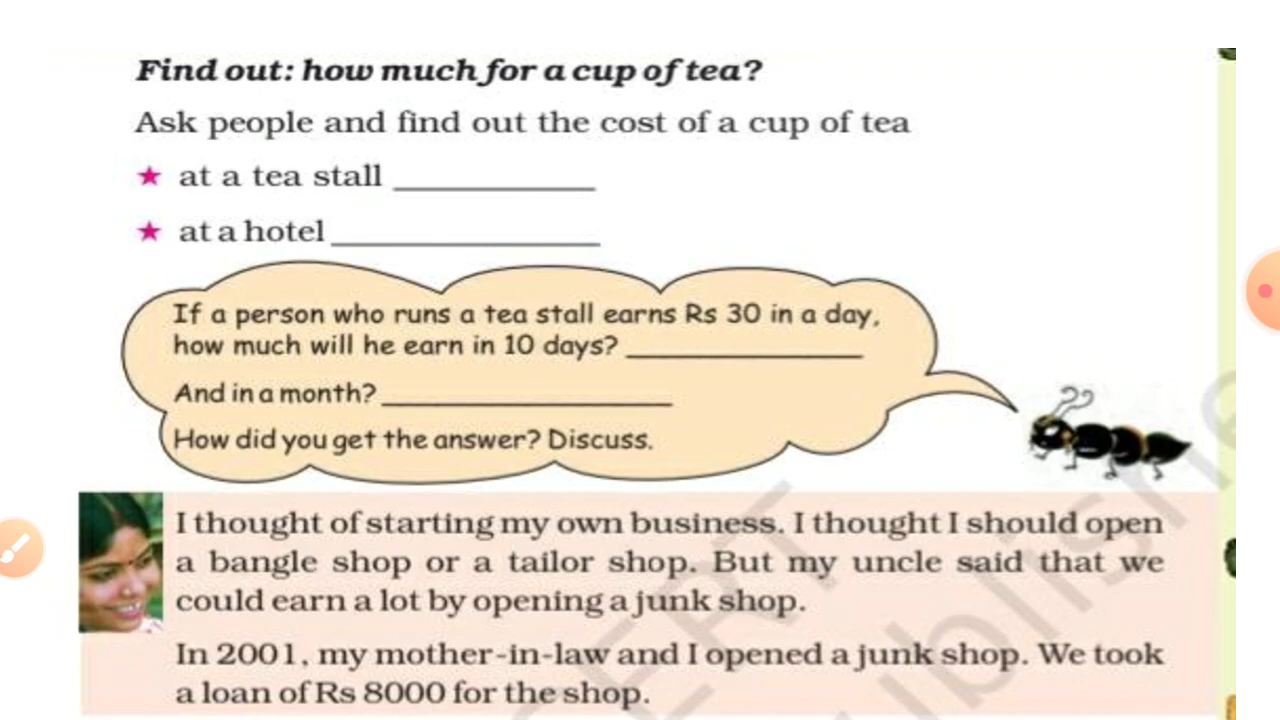 Find out: how much for a cup of tea?
Ask people and find out the cost of a cup of tea
★ at a tea stall ______________
★ at a hotel ___________________
If a person who runs a tea stall earns Rs 30 in a day,
how much will he earn in 10 days? _________________
And in a month? _____________________
How did you get the answer? Discuss.
I thought of starting my own business. I thought I should open
a bangle shop or a tailor shop. But my uncle said that we
could earn a lot by opening a junk shop.
In 2001, my mother-in-law and I opened a junk shop. We took
a loan of Rs 8000 for the shop.